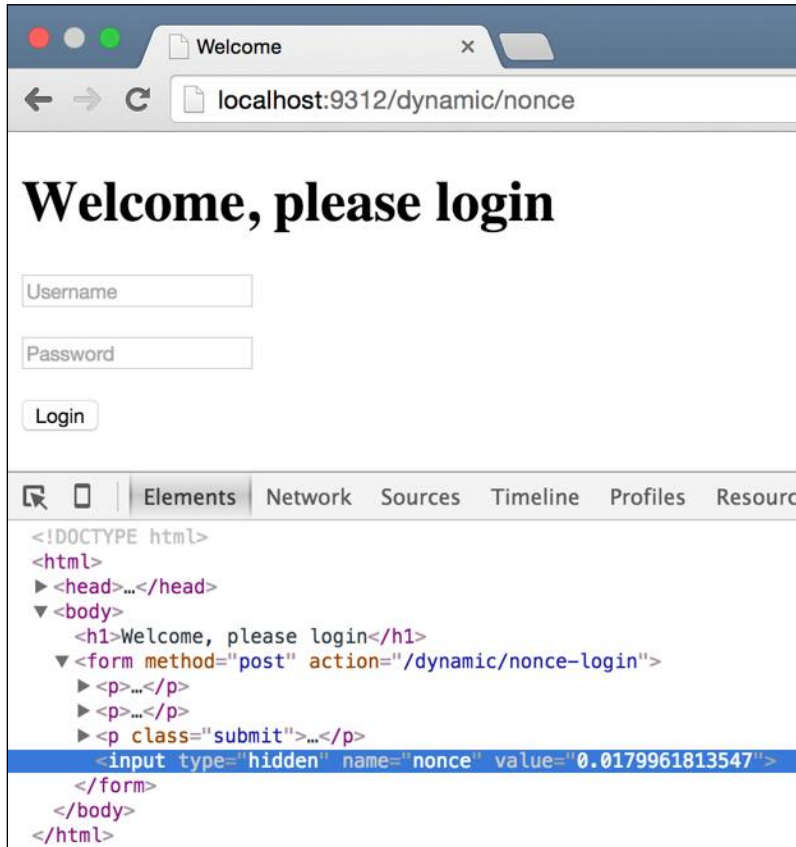 Welcome ×
localhost:9312/dynamic/nonce
Welcome, please login
Username
Password
Login
Elements Network Sources Timeline Profiles Resourc
<!DOCTYPE html>
<html>
▶<head>…</head>
▼<body>
<h1>Welcome, please login</h1>
▼<form method="post" action="/dynamic/nonce-login">
▶<p>…</p>
▶<p>…</p>
▶<p class="submit">…</p>
<input type="hidden" name="nonce" value="0.0179961813547">
</form>
</body>
</html>